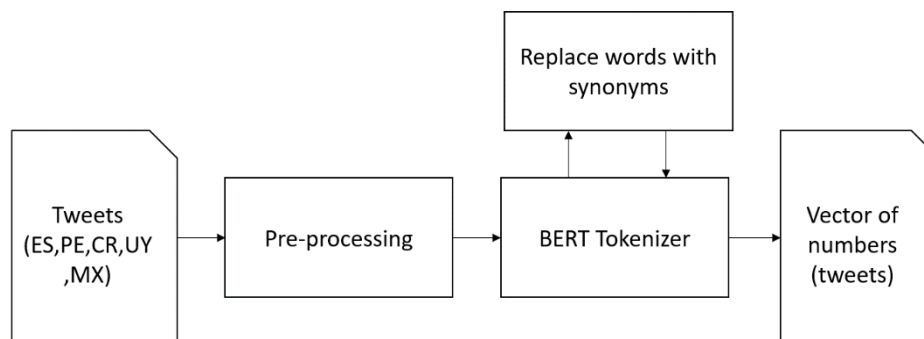 Replace words with
synonyms
Tweets
(ES,PE,CR,UY
,MX)
Pre-processing
BERT Tokenizer
Vector of
numbers
(tweets)